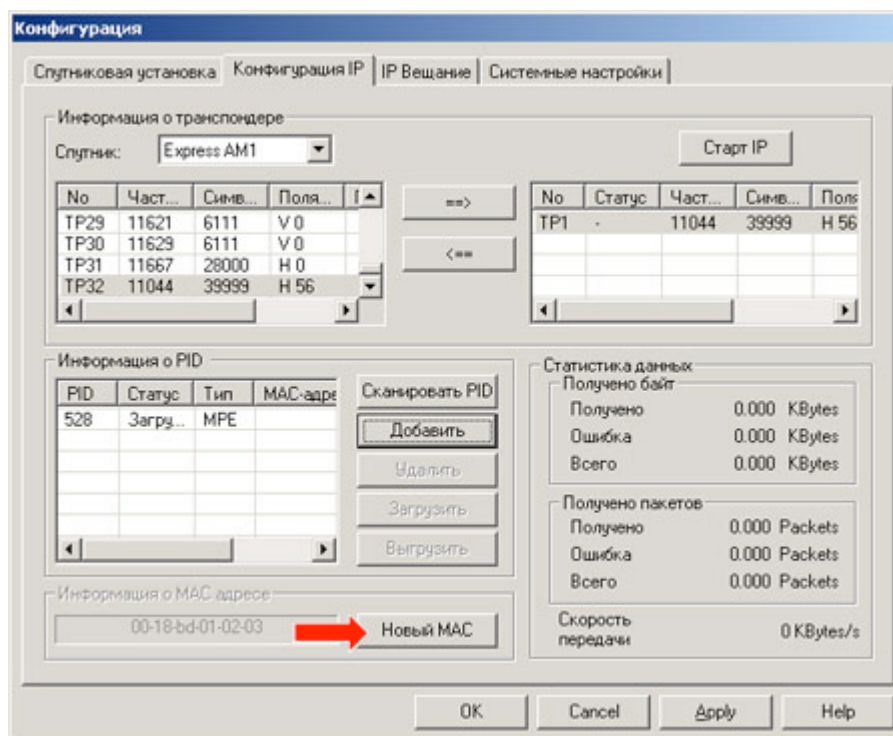 Конфигурация
Спутниковая установка Конфигурация IP IP Вещание Системные настройки
Информация о транспондере
Спутник: Express AM1 Старт IP
No Част... Симв... Поля...
TP29 11621 6111 V 0
TP30 11629 6111 V 0
TP31 11667 28000 H 0
TP32 11044 39999 H 56
==>
<==
No Статус Част... Симв... Поля
TP1 - 11044 39999 H 56
Информация о PID
PID Статус Тип MAC-адре
528 Загру... MPE
Сканировать PID
Добавить
Удалить
Загрузить
Выгрузить
Информация о MAC адресе
00-18-bd-01-02-03 Новый MAC
Статистика данных
Получено байт
Получено 0.000 KBytes
Ошибка 0.000 KBytes
Всего 0.000 KBytes
Получено пакетов
Получено 0.000 Packets
Ошибка 0.000 Packets
Всего 0.000 Packets
Скорость
передачи 0 KBytes/s
OK Cancel Apply Help